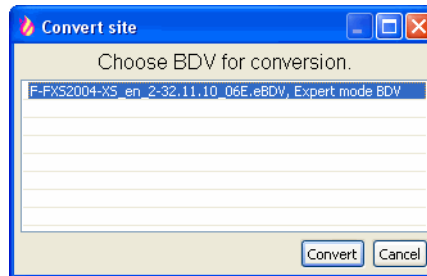 Convert site
Choose BDV for conversion.
F-FXS2004-XS_en_2-32.11.10_06E.eBDV, Expert mode BDV
Convert Cancel